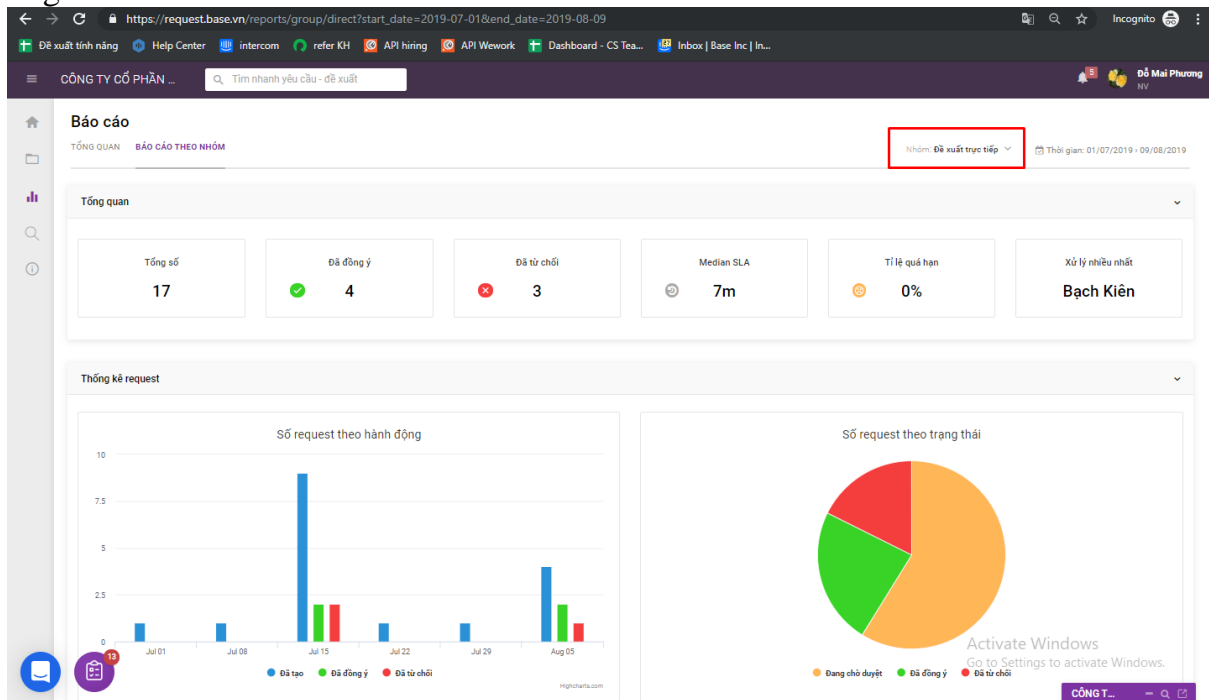 https://request.base.vn/reports/group/direct?start_date=2019-07-01&end_date=2019-08-09
Incognito
Đề xuất tính năng
Help Center
intercom
refer KH
API hiring
API Wework
Dashboard - CS Tea...
Inbox | Base Inc | In...
CÔNG TY CỔ PHẦN ...
Tìm nhanh yêu cầu - đề xuất
5
Đỗ Mai Phương
NV
Báo cáo
TỔNG QUAN
BÁO CÁO THEO NHÓM
Nhóm: Đề xuất trực tiếp
Thời gian: 01/07/2019 - 09/08/2019
Tổng quan
Tổng số
17
Đã đồng ý
4
Đã từ chối
3
Median SLA
7m
Tỉ lệ quá hạn
0%
Xử lý nhiều nhất
Bạch Kiên
Thống kê request
Số request theo hành động
10
7.5
5
2.5
0
Jul 01
Jul 08
Jul 15
Jul 22
Jul 29
Aug 05
Đã tạo
Đã đồng ý
Đã từ chối
Highcharts.com
Số request theo trạng thái
Đang chờ duyệt
Đã đồng ý
Đã từ chối
Activate Windows
Go to Settings to activate Windows.
13
CÔNG T...